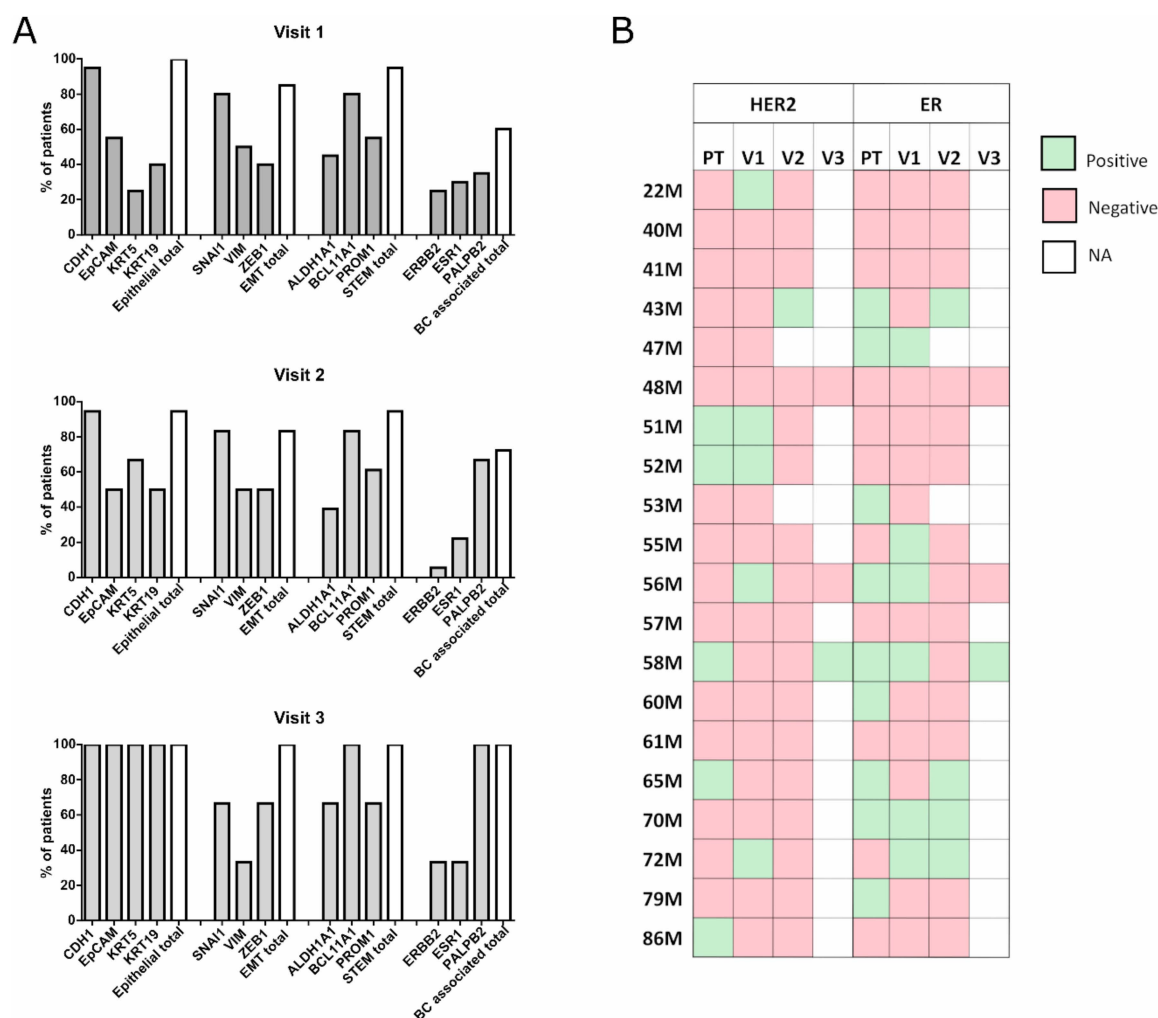 A
Visit 1
% of patients
100
80
60
40
20
0
CDH1
EpCAM
KRT5
KRT19
Epithelial total
SNAI1
VIM
ZEB1
EMT total
ALDH1A1
BCL11A1
PROM1
STEM total
ERBB2
ESR1
PALPB2
BC associated total
Visit 2
% of patients
100
80
60
40
20
0
CDH1
EpCAM
KRT5
KRT19
Epithelial total
SNAI1
VIM
ZEB1
EMT total
ALDH1A1
BCL11A1
PROM1
STEM total
ERBB2
ESR1
PALPB2
BC associated total
Visit 3
% of patients
100
80
60
40
20
0
CDH1
EpCAM
KRT5
KRT19
Epithelial total
SNAI1
VIM
ZEB1
EMT total
ALDH1A1
BCL11A1
PROM1
STEM total
ERBB2
ESR1
PALPB2
BC associated total
B
HER2 ER
PT V1 V2 V3 PT V1 V2 V3
22M
40M
41M
43M
47M
48M
51M
52M
53M
55M
56M
57M
58M
60M
61M
65M
70M
72M
79M
86M
Positive
Negative
NA